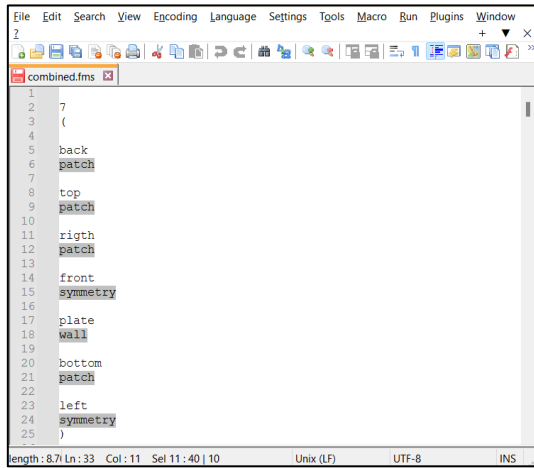 File Edit Search View Encoding Language Settings Tools Macro Run Plugins Window
? + ▼ X
combined.fms
1
2 7
3 (
4
5 back
6 patch
7
8 top
9 patch
10
11 rigth
12 patch
13
14 front
15 symmetry
16
17 plate
18 wall
19
20 bottom
21 patch
22
23 left
24 symmetry
25 )
length : 8.7 Ln : 33 Col : 11 Sel 11 : 40 | 10 Unix (LF) UTF-8 INS